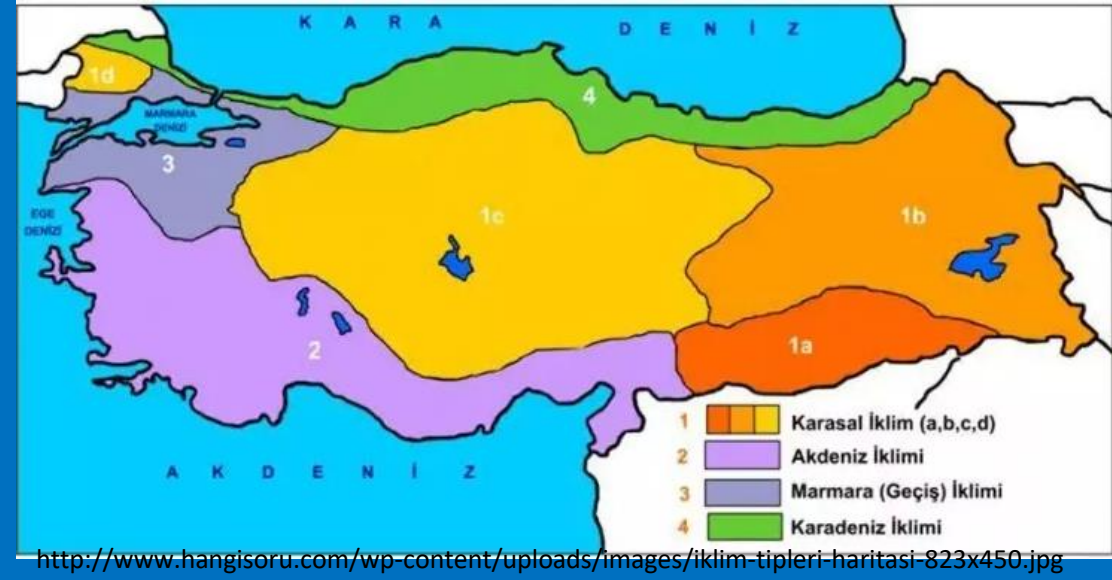 K A R A D E N İ Z
1d
4
MARMARA
DENİZİ
3
EGE
DENİZİ
1c
1b
2
1a
1 Karasal İklim (a,b,c,d)
2 Akdeniz İklimi
3 Marmara (Geçiş) İklimi
4 Karadeniz İklimi
A K D E N İ Z
http://www.hangisoru.com/wp-content/uploads/images/iklim-tipleri-haritasi-823x450.jpg